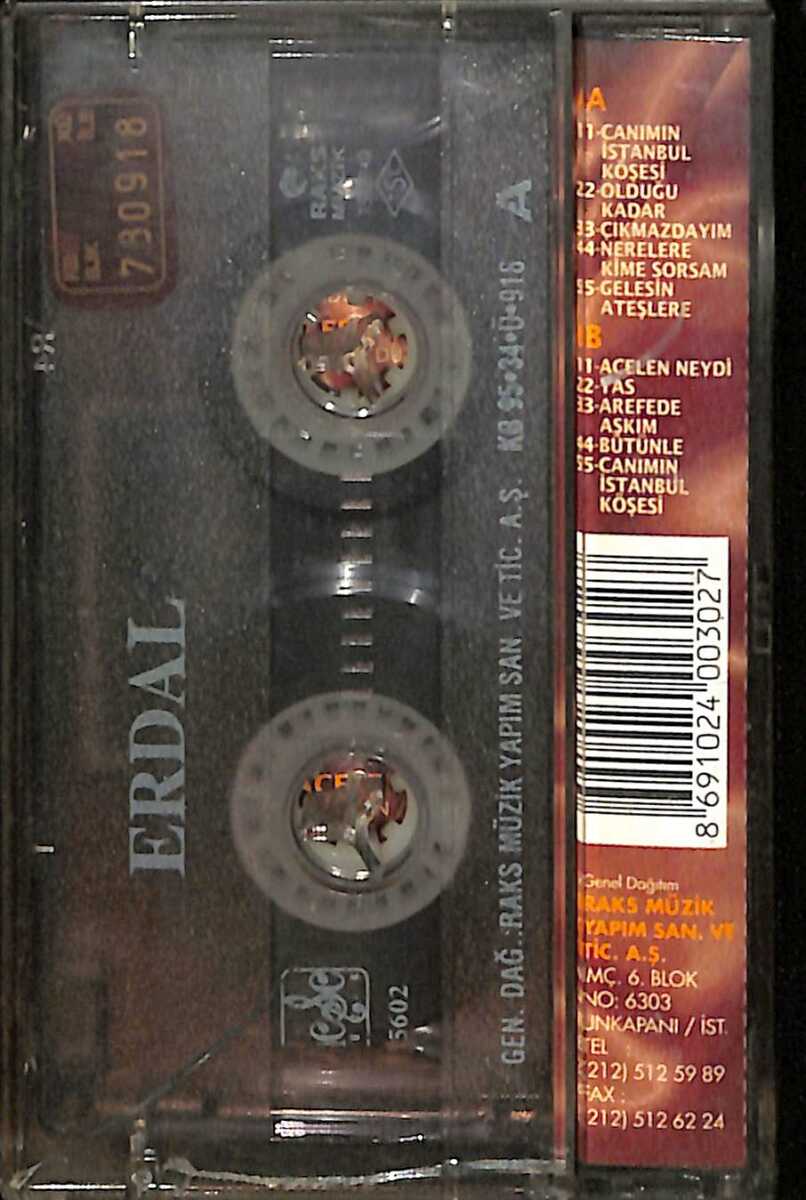 780918
RAKS
ERDAL
GEN. DAĞ.:RAKS MÜZİK YAPIM SAN. VE TİC. A.Ş. KB 95•34•Ü•916 A
5602
A
1-CANIMIN
İSTANBUL
KÖŞESİ
2-OLDUĞU
KADAR
3-ÇIKMAZDAYIM
4-NERELERE
KİME SORSAM
5-GELESİN
ATEŞLERE
B
1-ACELEN NEYDİ
2-YAS
3-AREFEDE
AŞKIM
4-BÜTÜNLE
5-CANIMIN
İSTANBUL
KÖŞESİ
8 691024 003027
Genel Dağıtım
RAKS MÜZİK
YAPIM SAN. VE
TİC. A.Ş.
İMÇ. 6. BLOK
NO: 6303
UNKAPANI / İST.
TEL :
212) 512 59 89
FAX :
212) 512 62 24